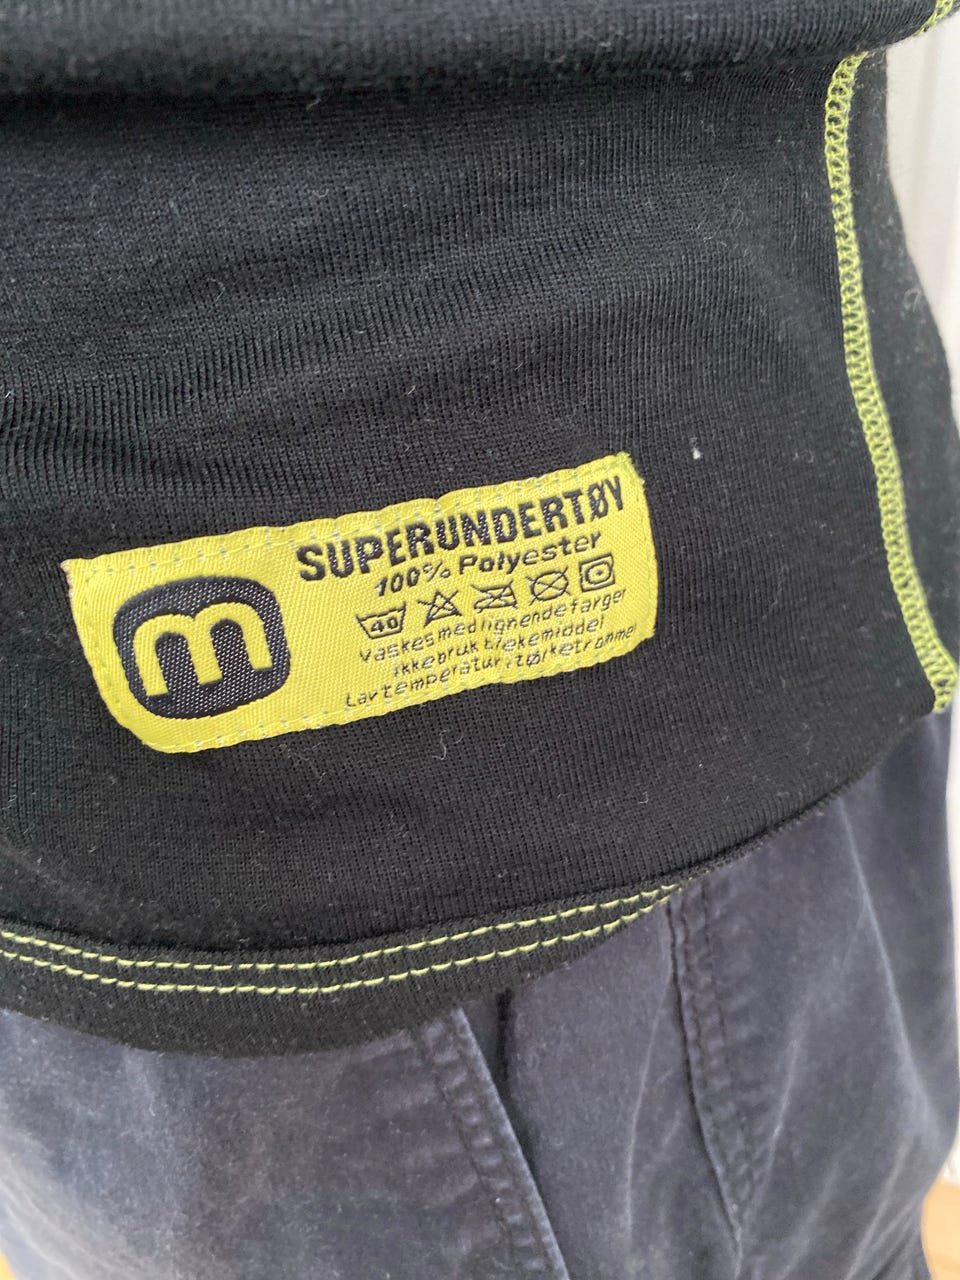 m
SUPERUNDERTØY
100% Polyester
40
Vaskes med lignende farger
ikke bruk blekemiddel
Lav temperatur i tørketrommel